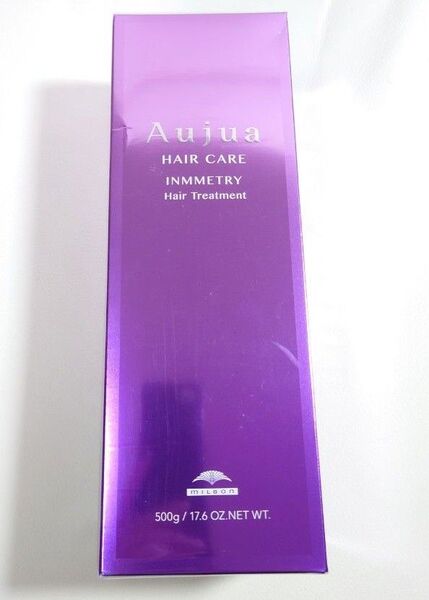 Aujua
HAIR CARE
INMMETRY
Hair Treatment
MILBON
500g / 17.6 OZ.NET WT.